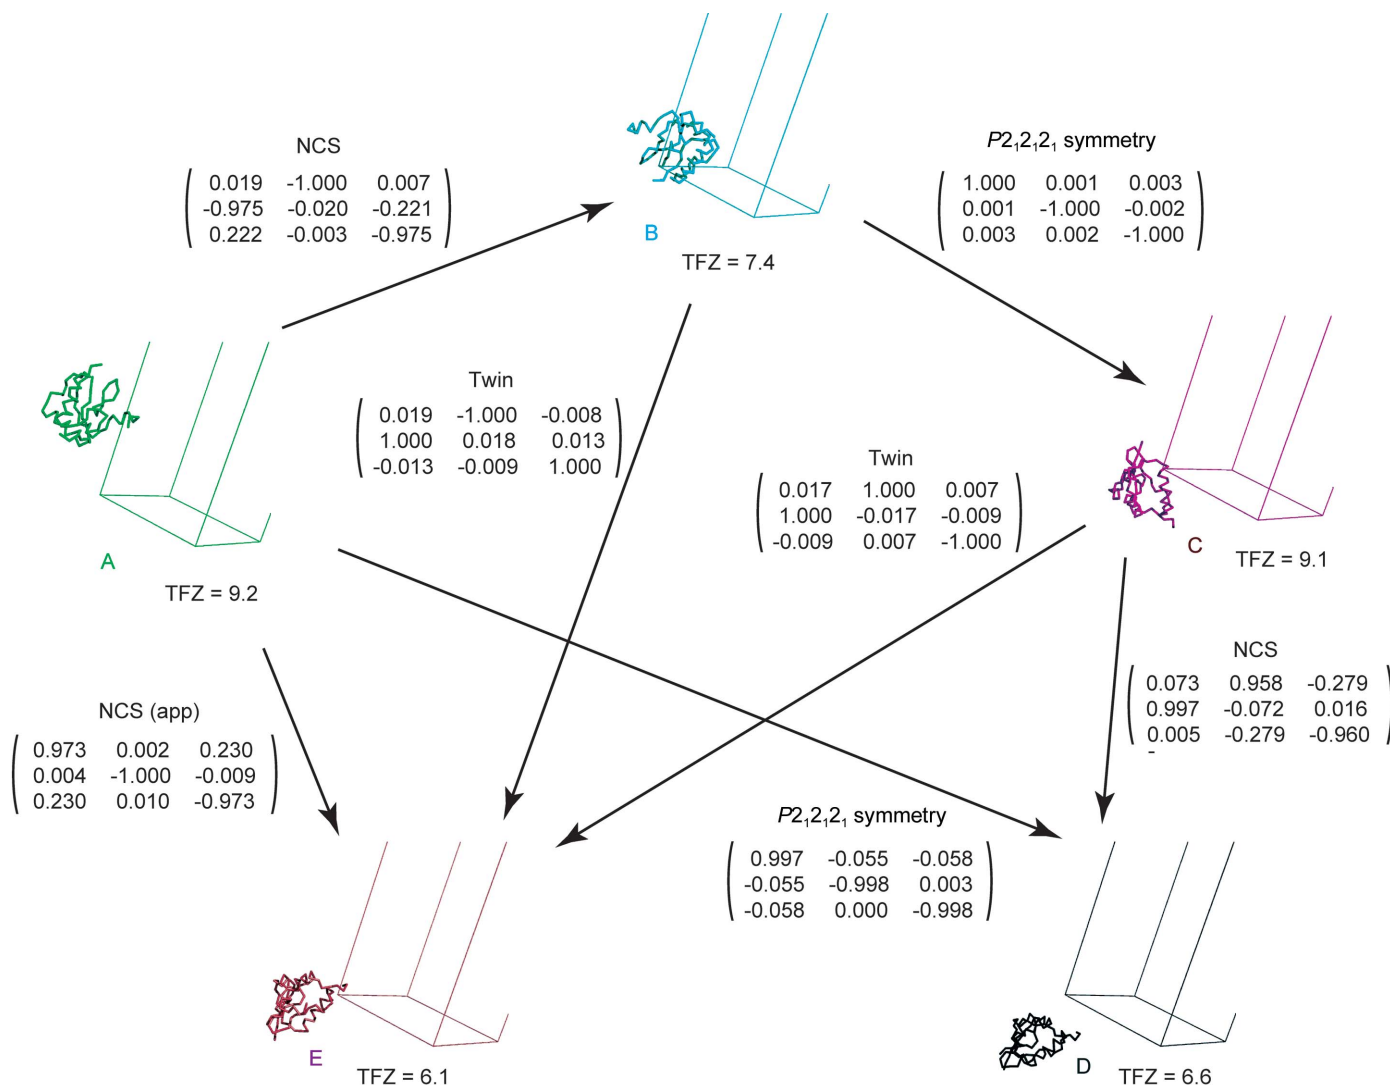 NCS
0.019 -1.000 0.007
-0.975 -0.020 -0.221
0.222 -0.003 -0.975
B
TFZ = 7.4
P2₁2₁2₁ symmetry
1.000 0.001 0.003
0.001 -1.000 -0.002
0.003 0.002 -1.000
Twin
0.019 -1.000 -0.008
1.000 0.018 0.013
-0.013 -0.009 1.000
A
TFZ = 9.2
Twin
0.017 1.000 0.007
1.000 -0.017 -0.009
-0.009 0.007 -1.000
C
TFZ = 9.1
NCS
0.073 0.958 -0.279
0.997 -0.072 0.016
0.005 -0.279 -0.960
-
NCS (app)
0.973 0.002 0.230
0.004 -1.000 -0.009
0.230 0.010 -0.973
P2₁2₁2₁ symmetry
0.997 -0.055 -0.058
-0.055 -0.998 0.003
-0.058 0.000 -0.998
E
TFZ = 6.1
D
TFZ = 6.6